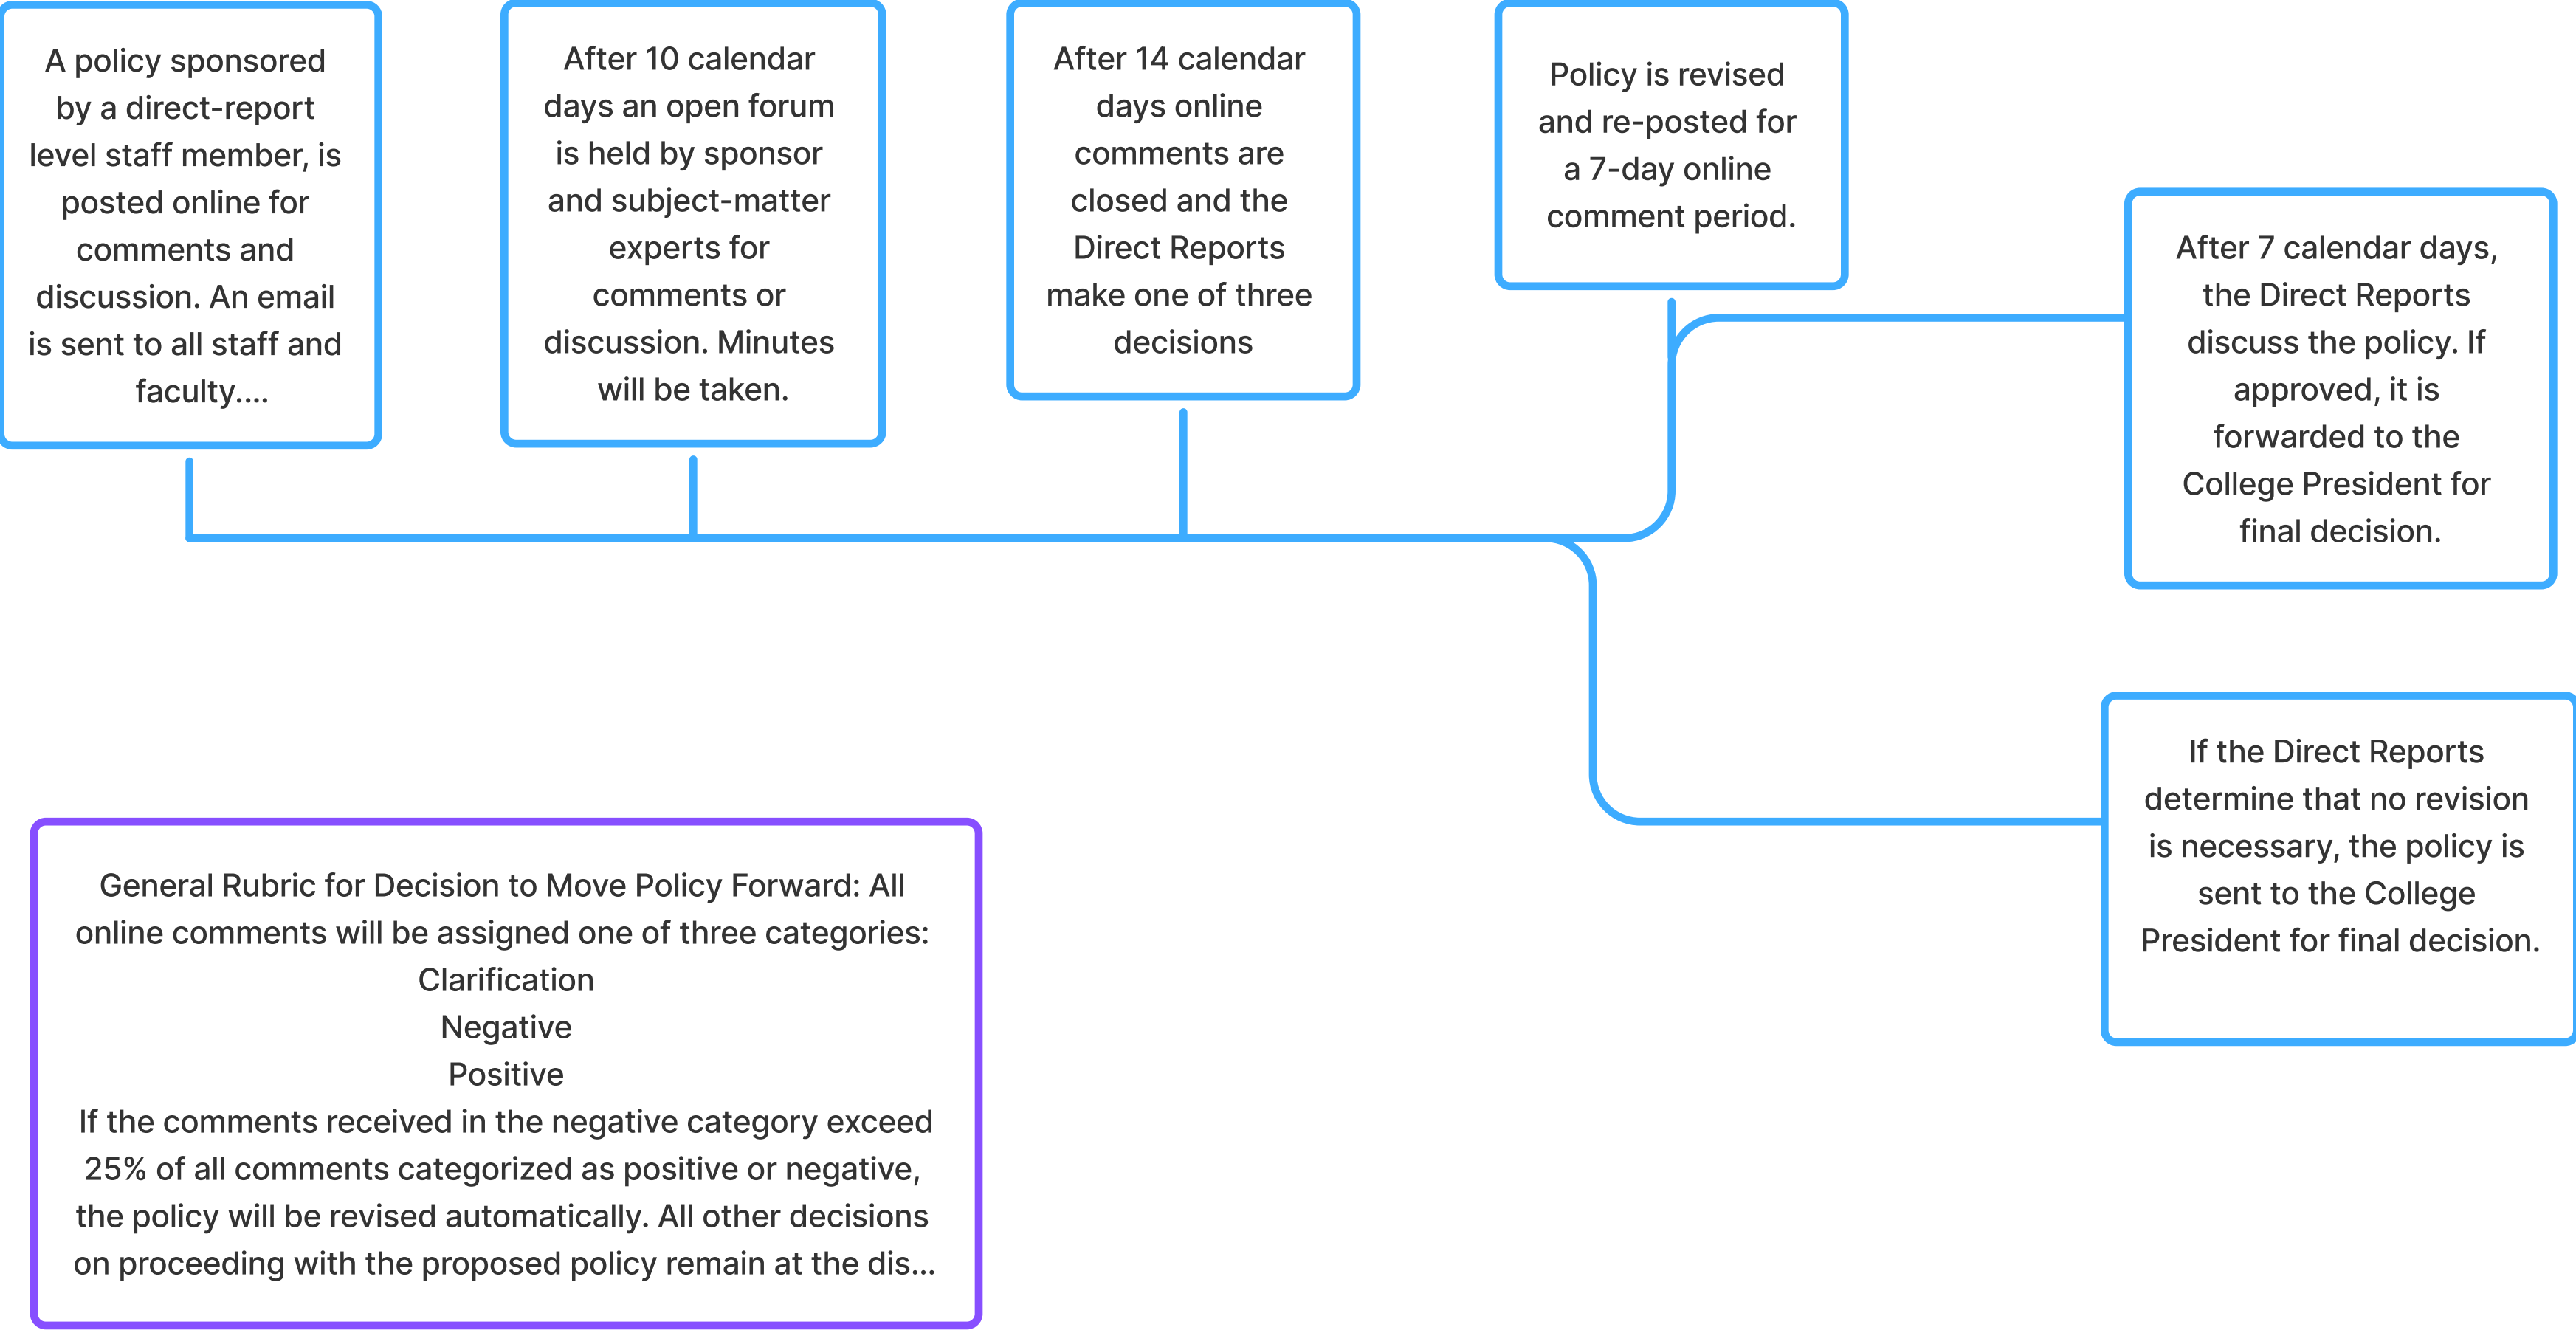 A policy sponsored
by a direct-report
level staff member, is
posted online for
comments and
discussion. An email
is sent to all staff and
faculty....
After 10 calendar
days an open forum
is held by sponsor
and subject-matter
experts for
comments or
discussion. Minutes
will be taken.
After 14 calendar
days online
comments are
closed and the
Direct Reports
make one of three
decisions
Policy is revised
and re-posted for
a 7-day online
comment period.
After 7 calendar days,
the Direct Reports
discuss the policy. If
approved, it is
forwarded to the
College President for
final decision.
If the Direct Reports
determine that no revision
is necessary, the policy is
sent to the College
President for final decision.
General Rubric for Decision to Move Policy Forward: All
online comments will be assigned one of three categories:
Clarification
Negative
Positive
If the comments received in the negative category exceed
25% of all comments categorized as positive or negative,
the policy will be revised automatically. All other decisions
on proceeding with the proposed policy remain at the dis...